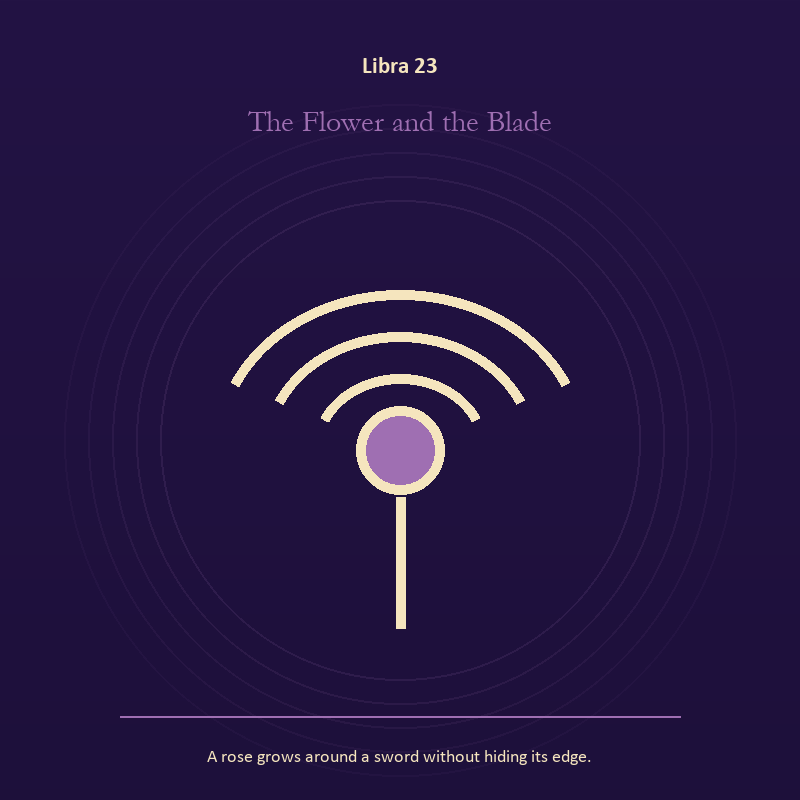 Libra 23
The Flower and the Blade
A rose grows around a sword without hiding its edge.